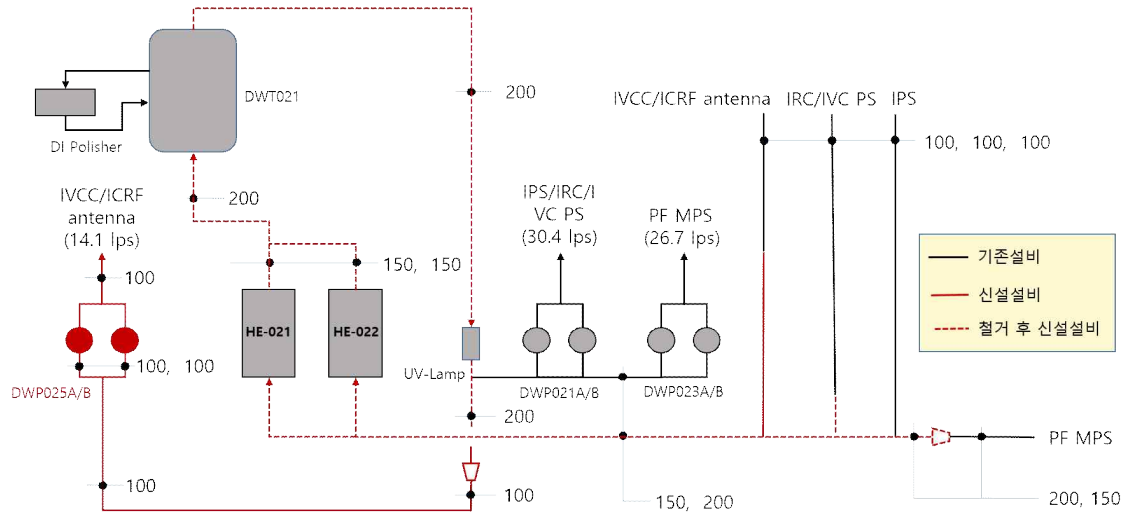 200
DWT021
DI Polisher
IVCC/ICRF antenna
IRC/IVC PS
IPS
100, 100, 100
200
IVCC/ICRF
antenna
(14.1 lps)
100
IPS/IRC/I
VC PS
(30.4 lps)
PF MPS
(26.7 lps)
150, 150
기존설비
신설설비
철거 후 신설설비
HE-021
HE-022
100, 100
DWP025A/B
UV-Lamp
DWP021A/B
DWP023A/B
200
PF MPS
100
100
150, 200
200, 150